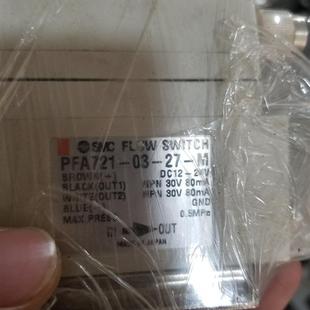 SMC FLOW SWITCH
PFA721-03-27-M
BROWN(+) DC12-24V
BLACK(OUT1) NPN 30V 80mA
WHITE(OUT2) NPN 30V 80mA
BLUE(-) GND
MAX PRESS 0.5MPa
IN OUT
MADE IN JAPAN